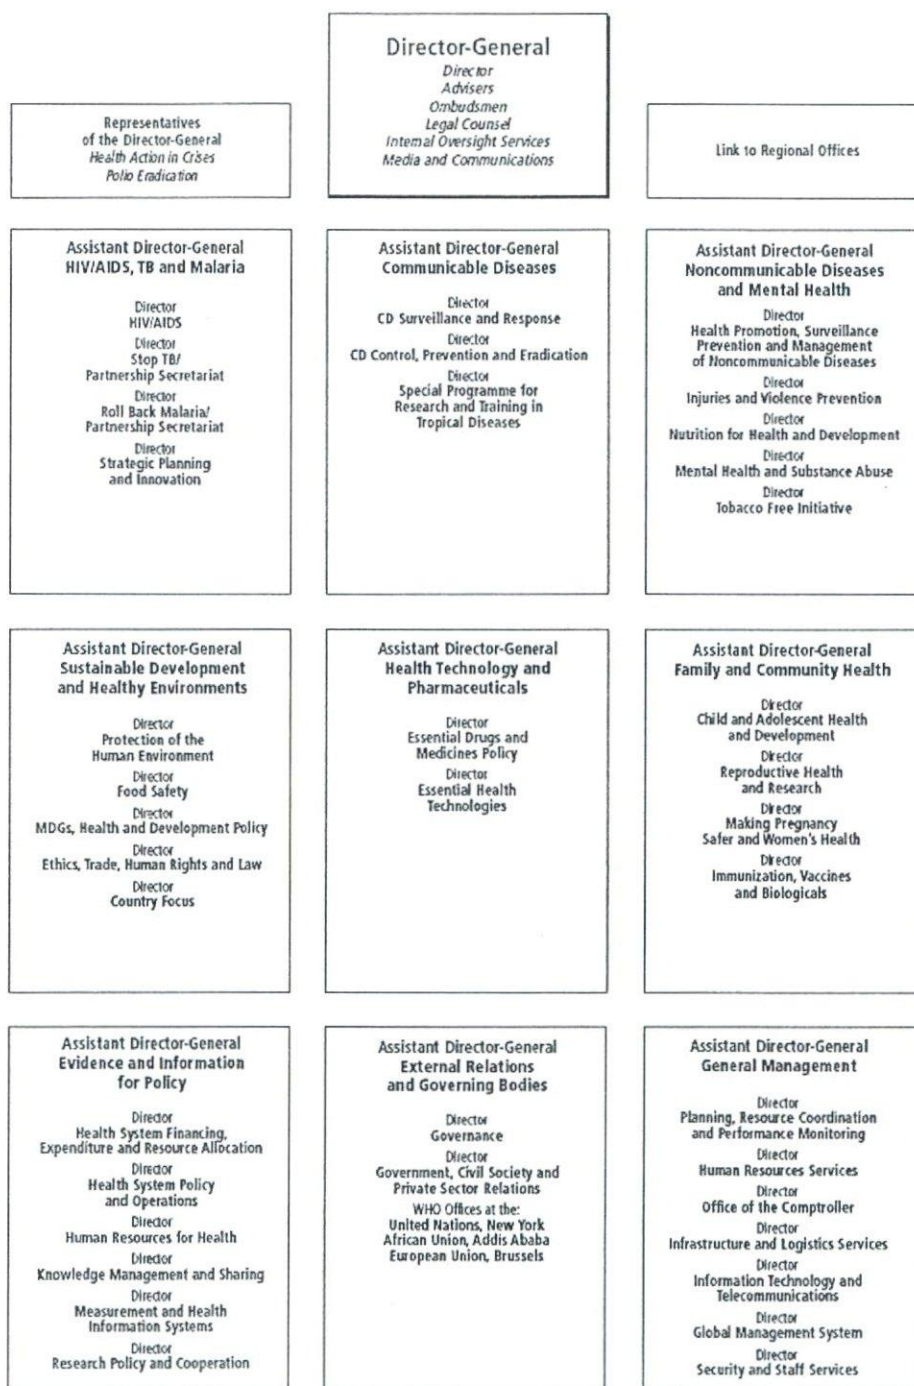 Director-General
Director
Advisers
Ombudsmen
Legal Counsel
Internal Oversight Services
Media and Communications
Representatives
of the Director-General
Health Action in Crises
Polio Eradication
Link to Regional Offices
Assistant Director-General
HIV/AIDS, TB and Malaria
Director
HIV/AIDS
Director
Stop TB/
Partnership Secretariat
Director
Roll Back Malaria/
Partnership Secretariat
Director
Strategic Planning
and Innovation
Assistant Director-General
Communicable Diseases
Director
CD Surveillance and Response
Director
CD Control, Prevention and Eradication
Director
Special Programme for
Research and Training in
Tropical Diseases
Assistant Director-General
Noncommunicable Diseases
and Mental Health
Director
Health Promotion, Surveillance
Prevention and Management
of Noncommunicable Diseases
Director
Injuries and Violence Prevention
Director
Nutrition for Health and Development
Director
Mental Health and Substance Abuse
Director
Tobacco Free Initiative
Assistant Director-General
Sustainable Development
and Healthy Environments
Director
Protection of the
Human Environment
Director
Food Safety
Director
MDGs, Health and Development Policy
Director
Ethics, Trade, Human Rights and Law
Director
Country Focus
Assistant Director-General
Health Technology and
Pharmaceuticals
Director
Essential Drugs and
Medicines Policy
Director
Essential Health
Technologies
Assistant Director-General
Family and Community Health
Director
Child and Adolescent Health
and Development
Director
Reproductive Health
and Research
Director
Making Pregnancy
Safer and Women's Health
Director
Immunization, Vaccines
and Biologicals
Assistant Director-General
Evidence and Information
for Policy
Director
Health System Financing,
Expenditure and Resource Allocation
Director
Health System Policy
and Operations
Director
Human Resources for Health
Director
Knowledge Management and Sharing
Director
Measurement and Health
Information Systems
Director
Research Policy and Cooperation
Assistant Director-General
External Relations
and Governing Bodies
Director
Governance
Director
Government, Civil Society and
Private Sector Relations
WHO Offices at the:
United Nations, New York
African Union, Addis Ababa
European Union, Brussels
Assistant Director-General
General Management
Director
Planning, Resource Coordination
and Performance Monitoring
Director
Human Resources Services
Director
Office of the Comptroller
Director
Infrastructure and Logistics Services
Director
Information Technology and
Telecommunications
Director
Global Management System
Director
Security and Staff Services